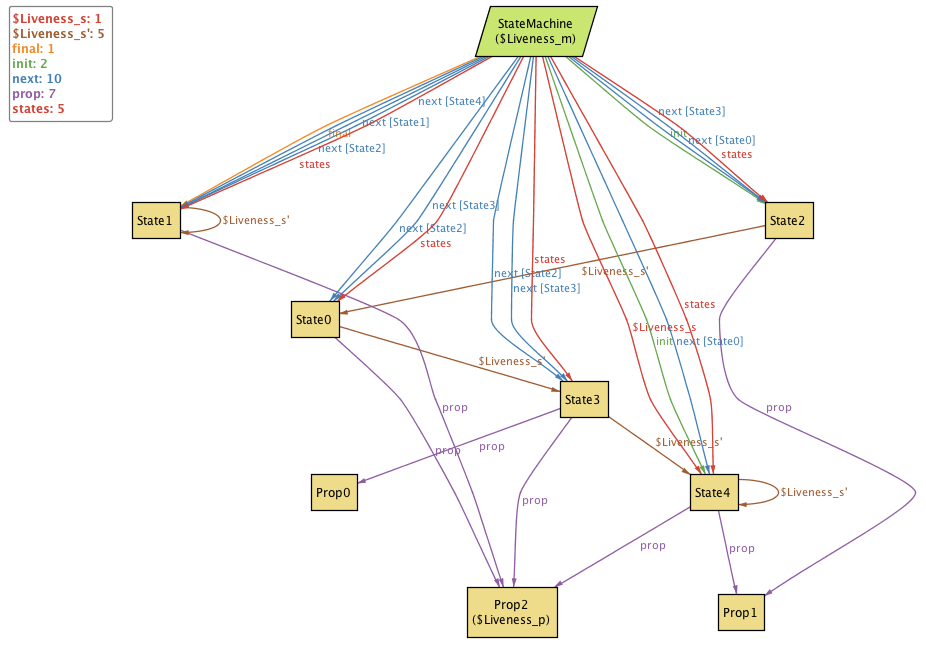 $Liveness_s: 1
$Liveness_s': 5
final: 1
init: 2
next: 10
prop: 7
states: 5
StateMachine
($Liveness_m)
next [State4]
next [State3]
next [State1]
final
init
next [State0]
next [State2]
states
states
State1
$Liveness_s'
State2
next [State3]
next [State2]
states
states
next [State2]
$Liveness_s'
next [State3]
states
State0
$Liveness_s
init
next [State0]
$Liveness_s'
State3
prop
prop
$Liveness_s'
prop
prop
Prop0
State4
$Liveness_s'
prop
prop
prop
Prop2
($Liveness_p)
Prop1